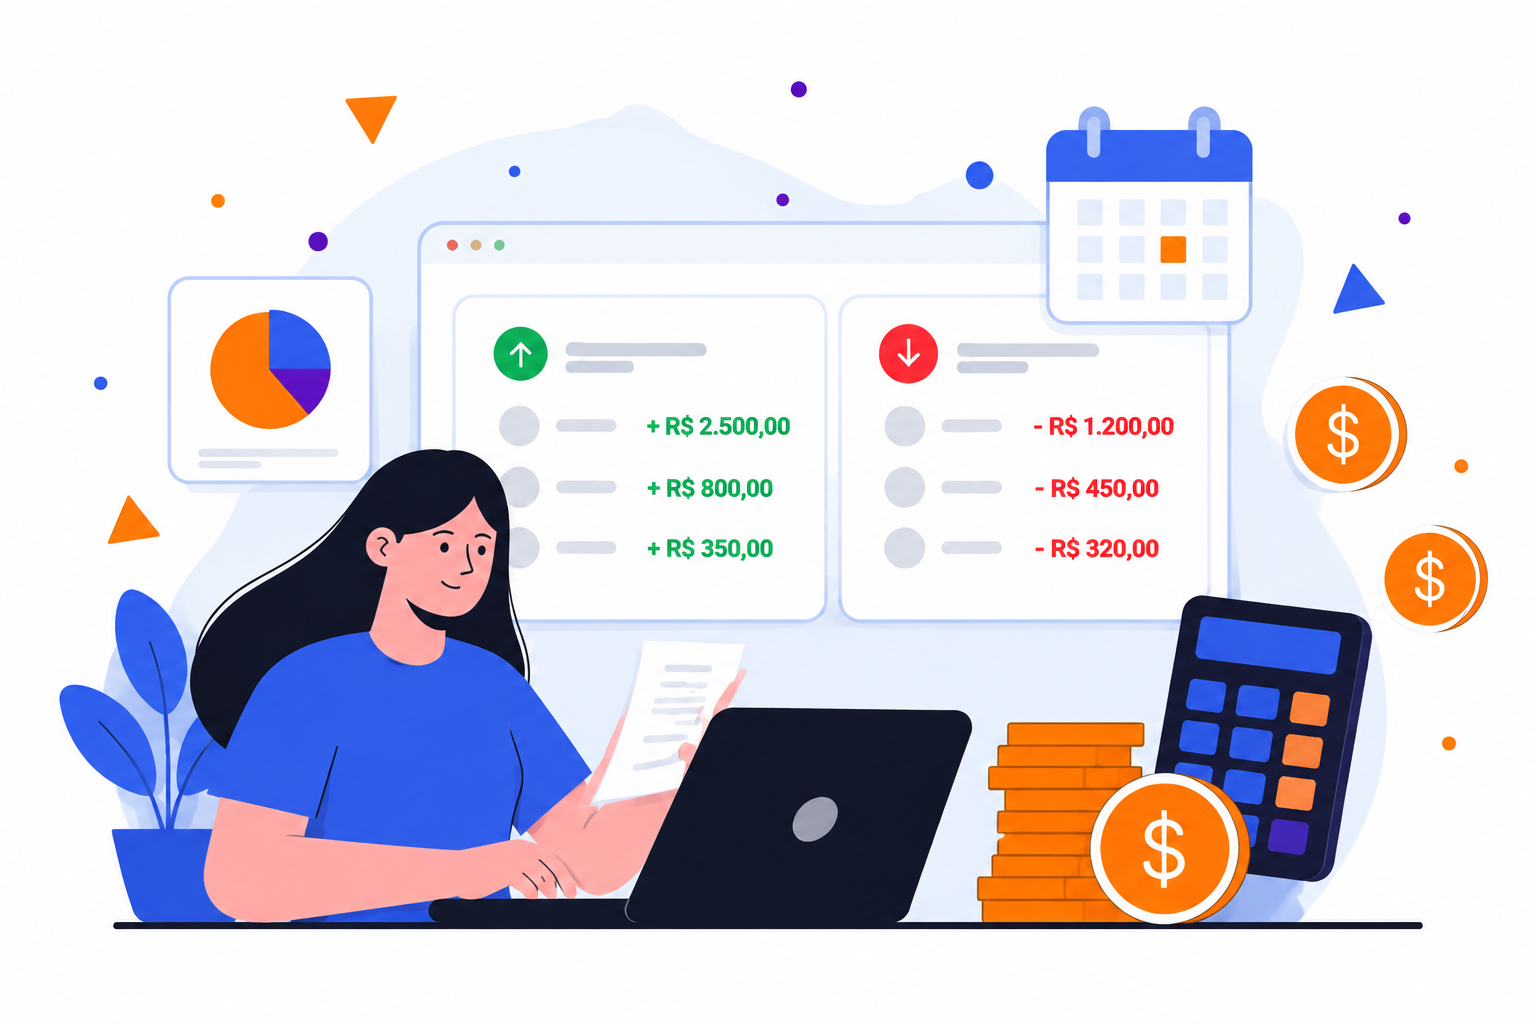 + R$ 2.500,00
+ R$ 800,00
+ R$ 350,00
- R$ 1.200,00
- R$ 450,00
- R$ 320,00
$
$
$